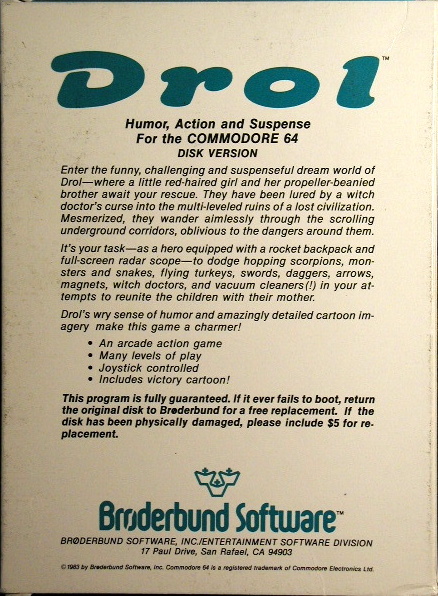 Drol™
Humor, Action and Suspense
For the COMMODORE 64
DISK VERSION
Enter the funny, challenging and suspenseful dream world of
Drol—where a little red-haired girl and her propeller-beanied
brother await your rescue. They have been lured by a witch
doctor's curse into the multi-leveled ruins of a lost civilization.
Mesmerized, they wander aimlessly through the scrolling
underground corridors, oblivious to the dangers around them.
It's your task—as a hero equipped with a rocket backpack and
full-screen radar scope—to dodge hopping scorpions, mon-
sters and snakes, flying turkeys, swords, daggers, arrows,
magnets, witch doctors, and vacuum cleaners(!) in your at-
tempts to reunite the children with their mother.
Drol's wry sense of humor and amazingly detailed cartoon im-
agery make this game a charmer!
• An arcade action game
• Many levels of play
• Joystick controlled
• Includes victory cartoon!
This program is fully guaranteed. If it ever fails to boot, return
the original disk to Brøderbund for a free replacement. If the
disk has been physically damaged, please include $5 for re-
placement.
Brøderbund Software™
BRØDERBUND SOFTWARE, INC./ENTERTAINMENT SOFTWARE DIVISION
17 Paul Drive, San Rafael, CA 94903
©1983 by Brøderbund Software, Inc. Commodore 64 is a registered trademark of Commodore Electronics Ltd.